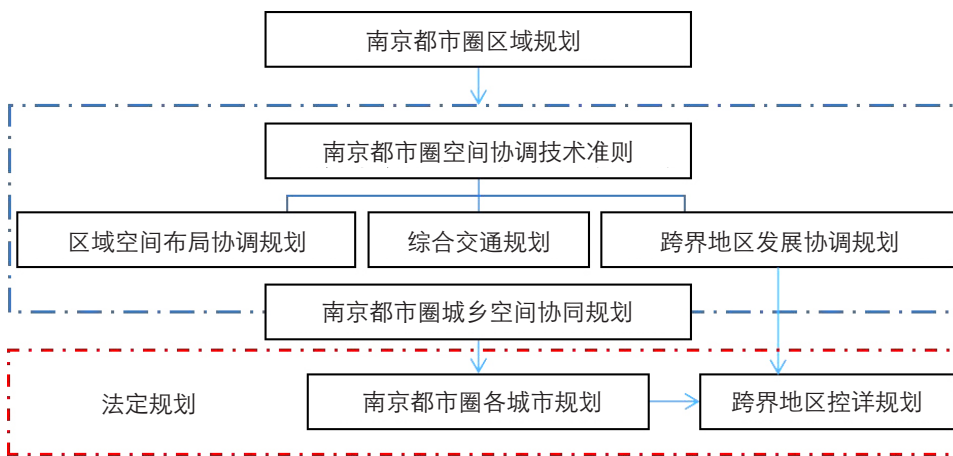 南京都市圈区域规划
南京都市圈空间协调技术准则
区域空间布局协调规划
综合交通规划
跨界地区发展协调规划
南京都市圈城乡空间协同规划
法定规划
南京都市圈各城市规划
跨界地区控详规划